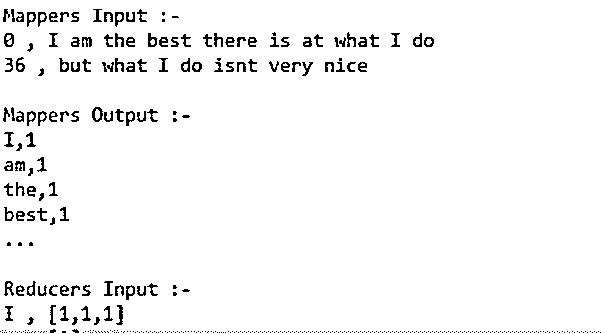 Mappers Input :-
0 , I am the best there is at what I do
36 , but what I do isnt very nice
Mappers Output :-
I,1
am,1
the,1
best,1
...
Reducers Input :-
I , [1,1,1]